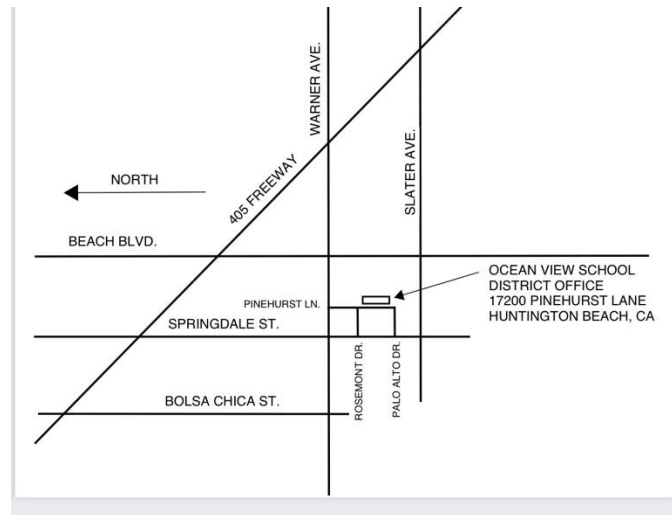 WARNER AVE.
SLATER AVE.
NORTH
405 FREEWAY
BEACH BLVD.
OCEAN VIEW SCHOOL
DISTRICT OFFICE
17200 PINEHURST LANE
HUNTINGTON BEACH, CA
PINEHURST LN.
SPRINGDALE ST.
ROSEMONT DR.
PALO ALTO DR.
BOLSA CHICA ST.